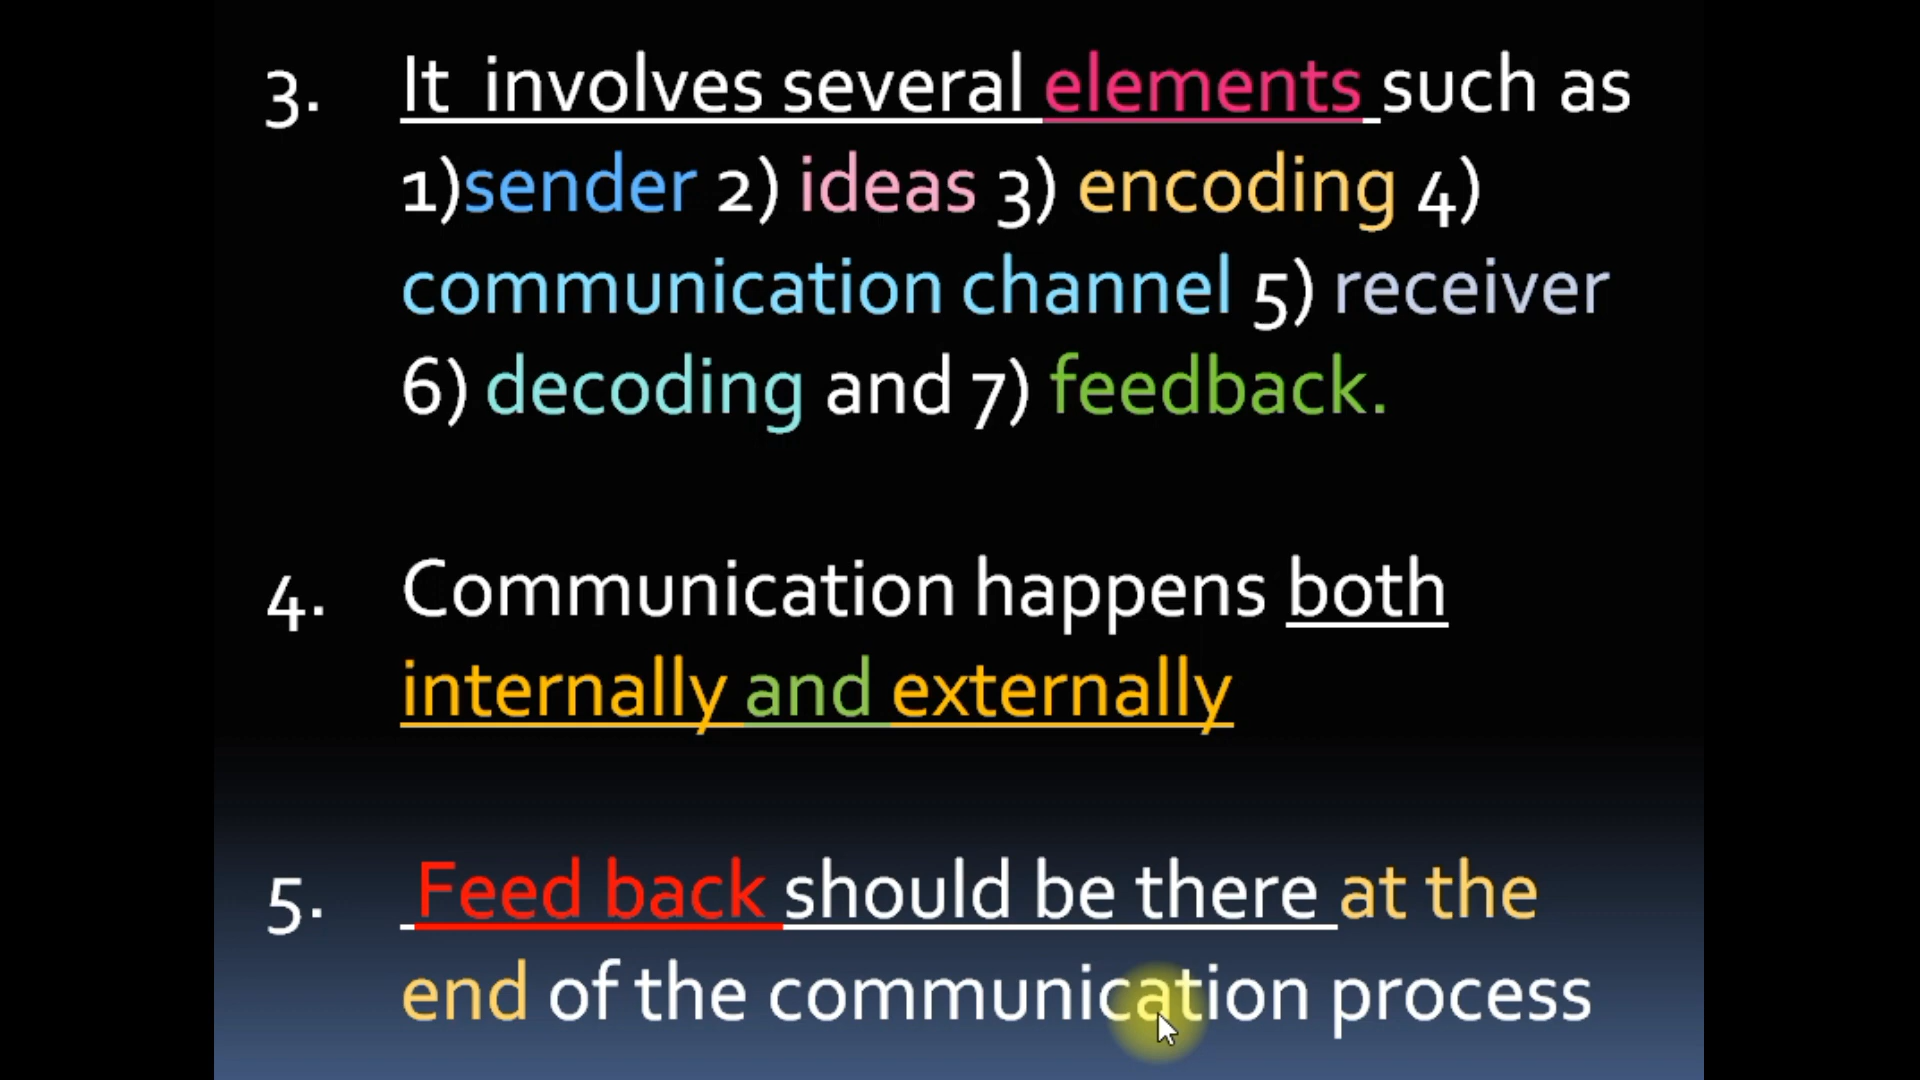 3. It involves several elements such as
1)sender 2) ideas 3) encoding 4)
communication channel 5) receiver
6) decoding and 7) feedback.
4. Communication happens both
internally and externally
5. Feed back should be there at the
end of the communication process